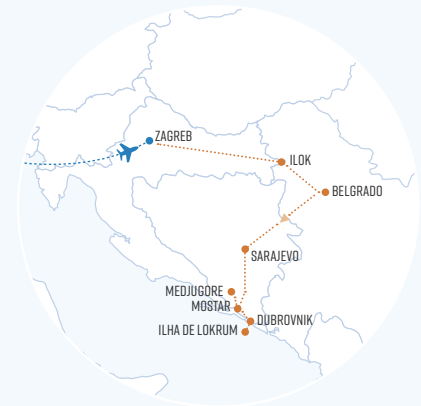 ZAGREB
ILOK
BELGRADO
SARAJEVO
MEDJUGORE
MOSTAR
DUBROVNIK
ILHA DE LOKRUM